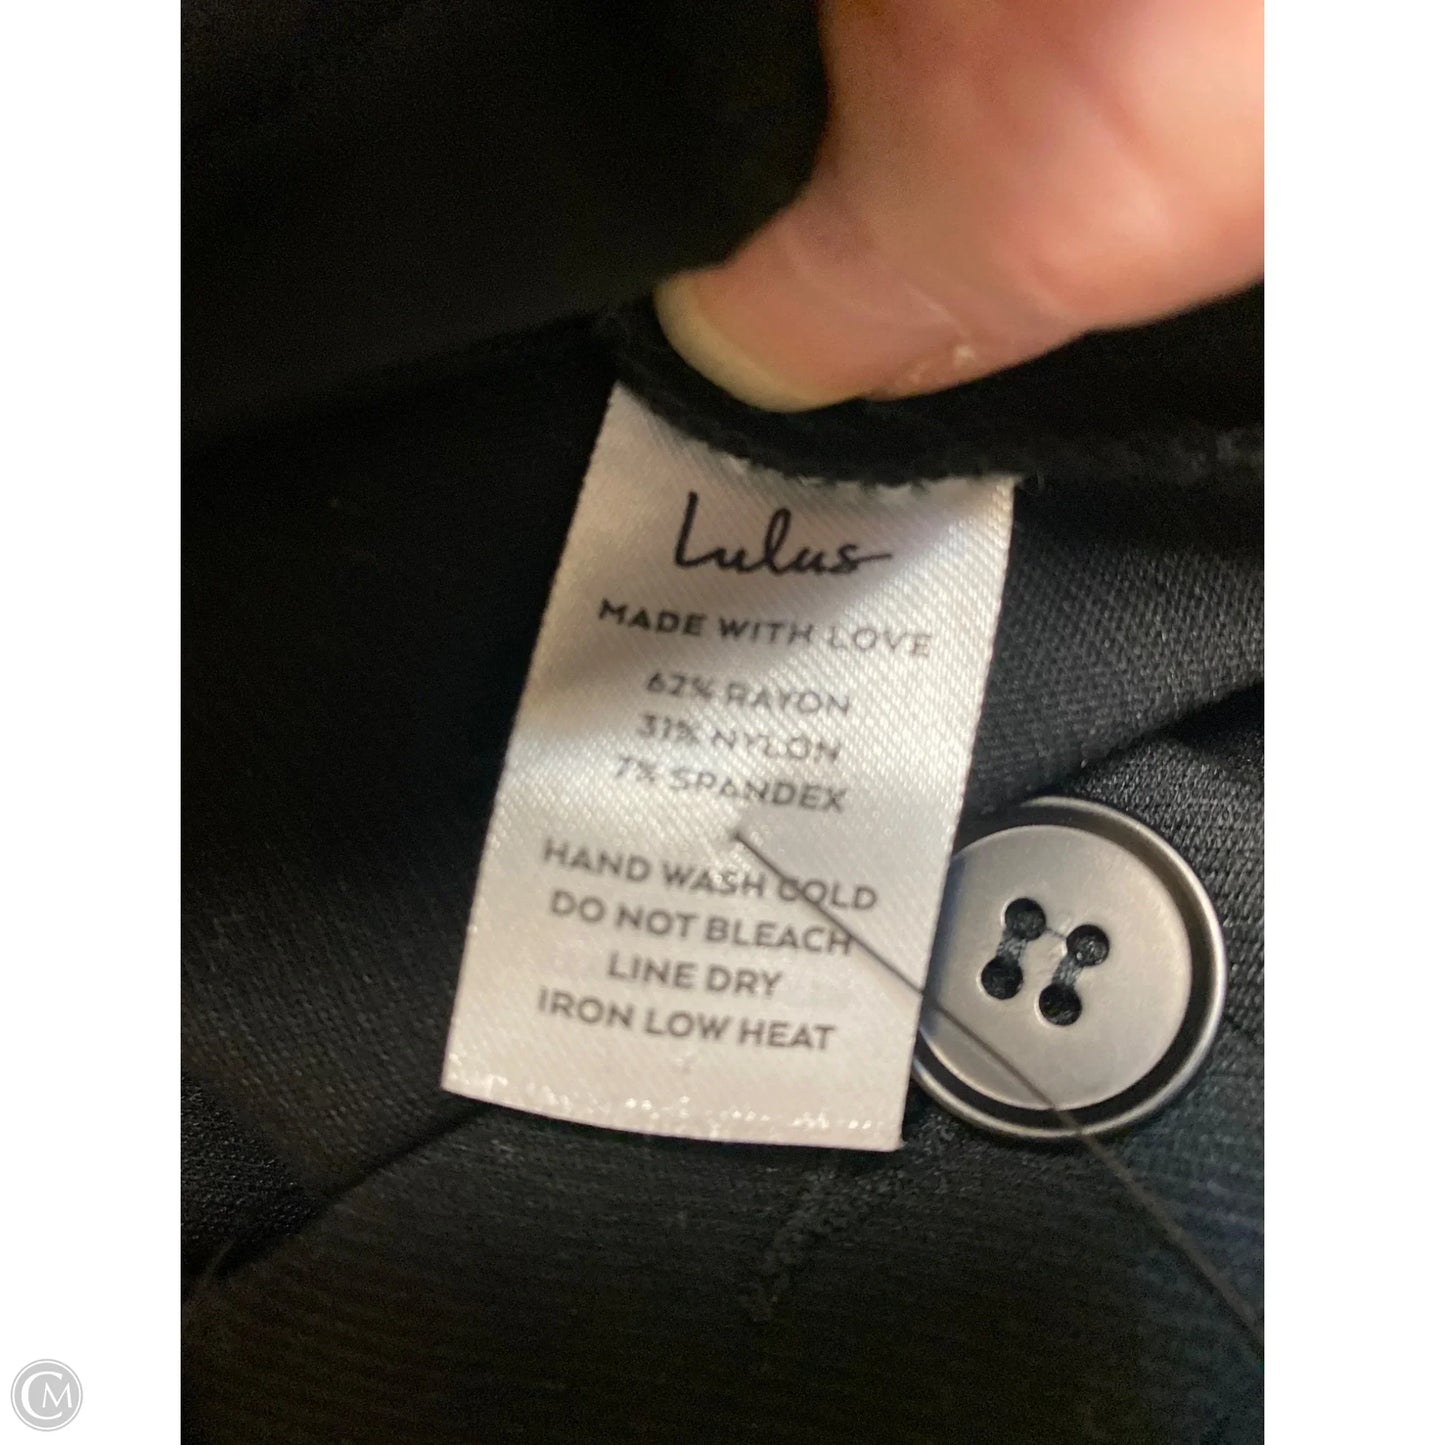 Lulus
MADE WITH LOVE
62% RAYON
31% NYLON
7% SPANDEX
HAND WASH COLD
DO NOT BLEACH
LINE DRY
IRON LOW HEAT
CM